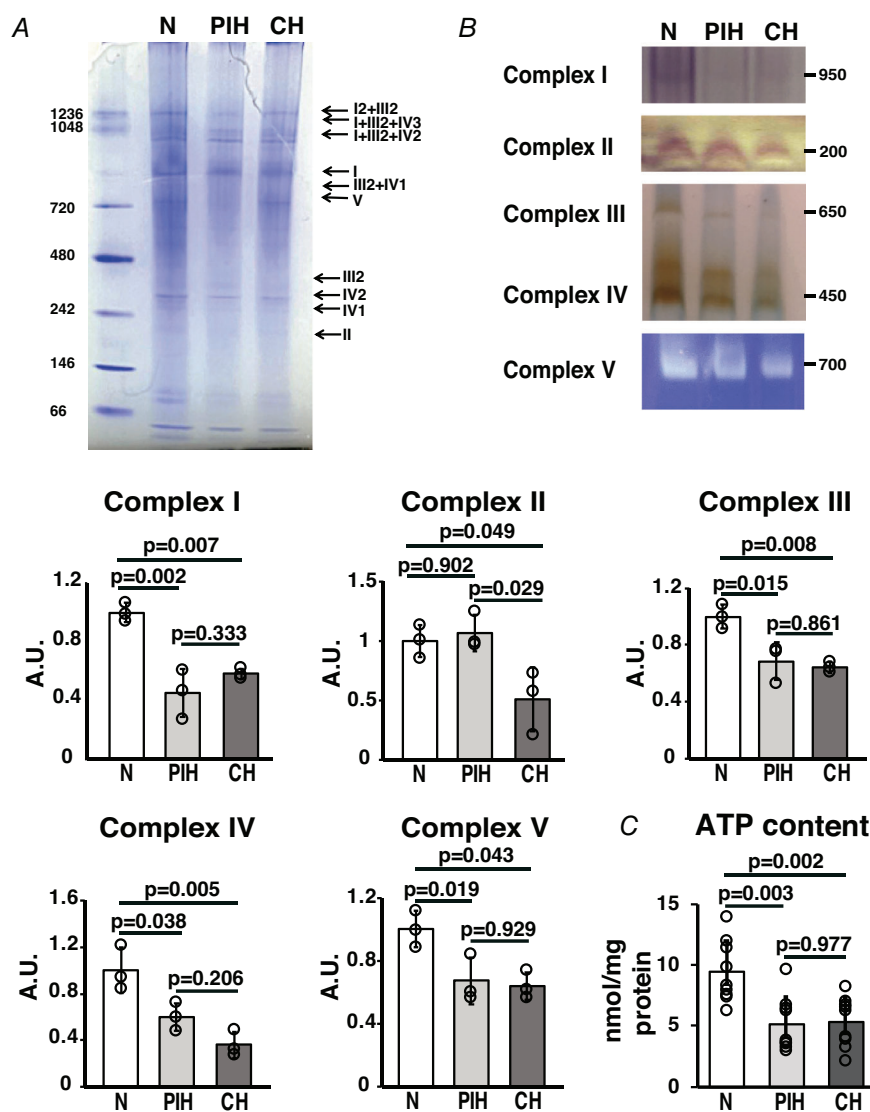 A
N PIH CH
1236
1048
720
480
242
146
66
I2+III2
I+III2+IV3
I+III2+IV2
I
III2+IV1
V
III2
IV2
IV1
II
B
N PIH CH
Complex I
950
Complex II
200
Complex III
650
Complex IV
450
Complex V
700
Complex I
p=0.007
p=0.002
p=0.333
A.U.
1.2
0.8
0.4
0
N PIH CH
Complex II
p=0.049
p=0.902
p=0.029
A.U.
1.5
1
0.5
0
N PIH CH
Complex III
p=0.008
p=0.015
p=0.861
A.U.
1.2
0.8
0.4
0
N PIH CH
Complex IV
p=0.005
p=0.038
p=0.206
A.U.
1.6
1.2
0.8
0.4
0
N PIH CH
Complex V
p=0.043
p=0.019
p=0.929
A.U.
1.2
0.8
0.4
0
N PIH CH
C ATP content
p=0.002
p=0.003
p=0.977
nmol/mg
protein
15
10
5
0
N PIH CH